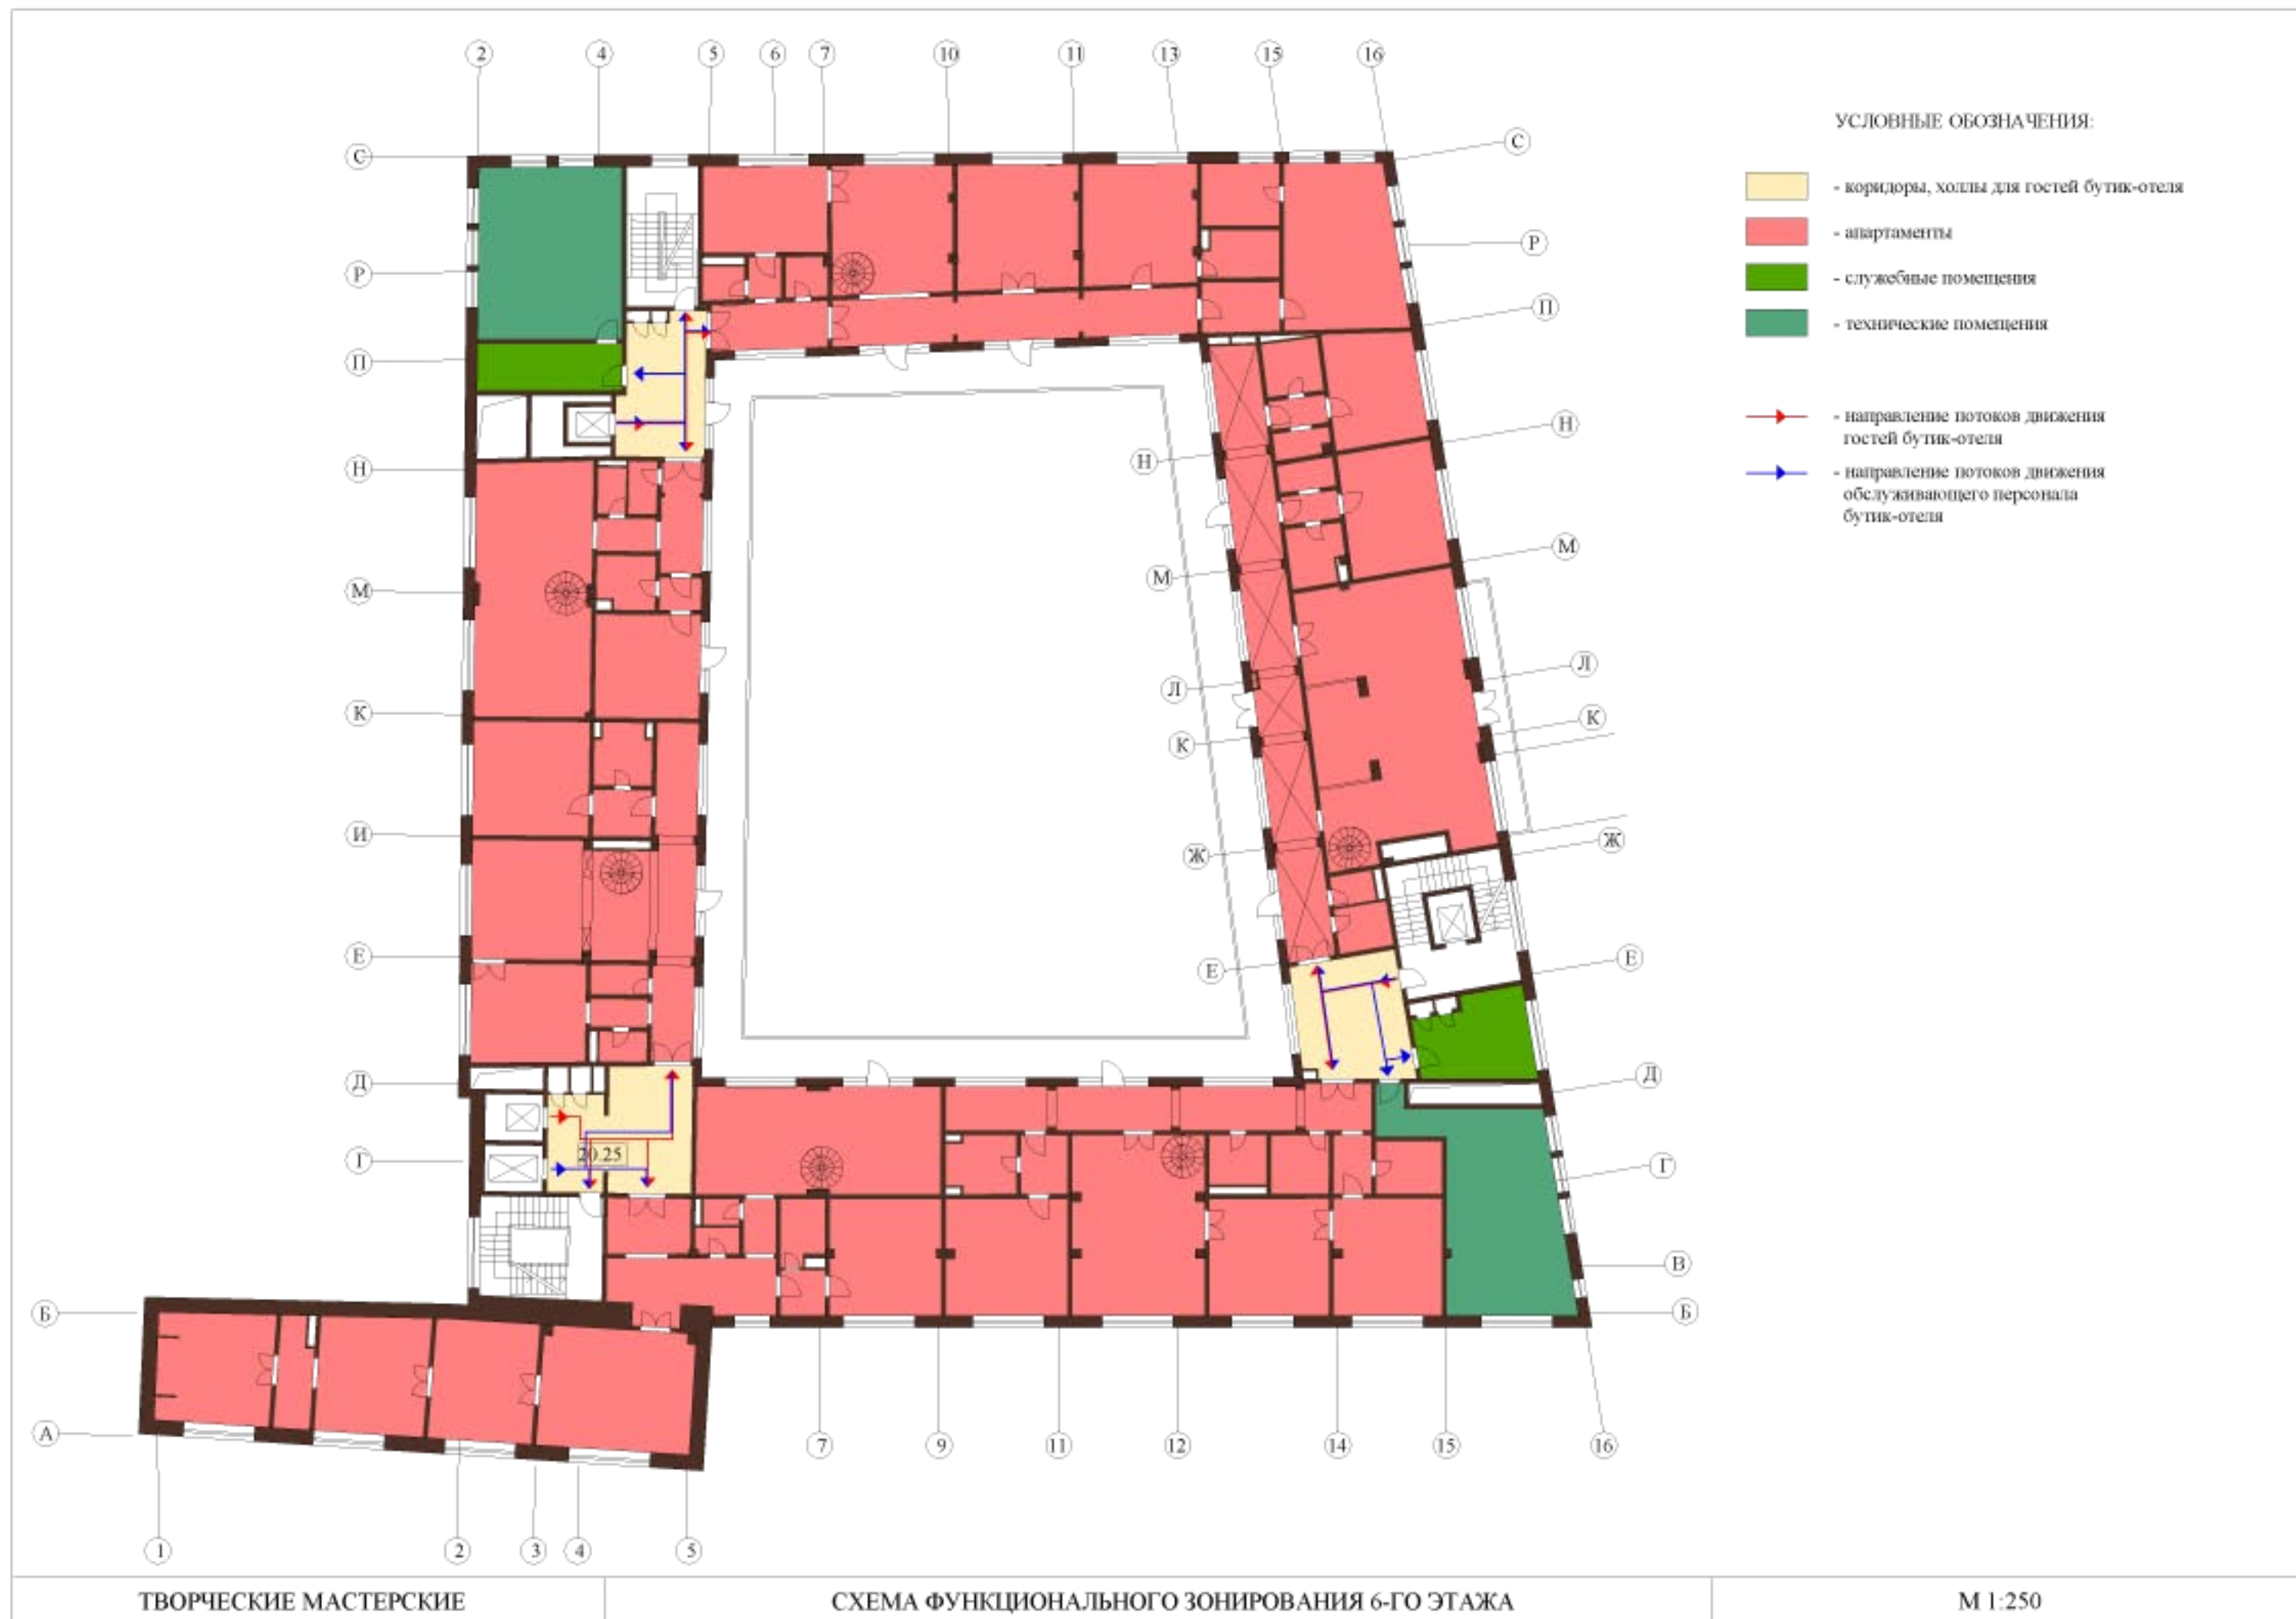 2 4 5 6 7 10 11 13 15 16
УСЛОВНЫЕ ОБОЗНАЧЕНИЯ:
С
С
- коридоры, холлы для гостей бутик-отеля
- апартаменты
Р
Р
- служебные помещения
П
- технические помещения
П
- направление потоков движения
гостей бутик-отеля
Н
Н
Н
- направление потоков движения
обслуживающего персонала
бутик-отеля
М
М
М
Л
Л
К
К
К
И
Ж
Ж
Е
Е
Е
Д
Д
20.25
Г
Г
В
Б
Б
А
7 9 11 12 14 15 16
1 2 3 4 5
ТВОРЧЕСКИЕ МАСТЕРСКИЕ
СХЕМА ФУНКЦИОНАЛЬНОГО ЗОНИРОВАНИЯ 6-ГО ЭТАЖА
М 1:250